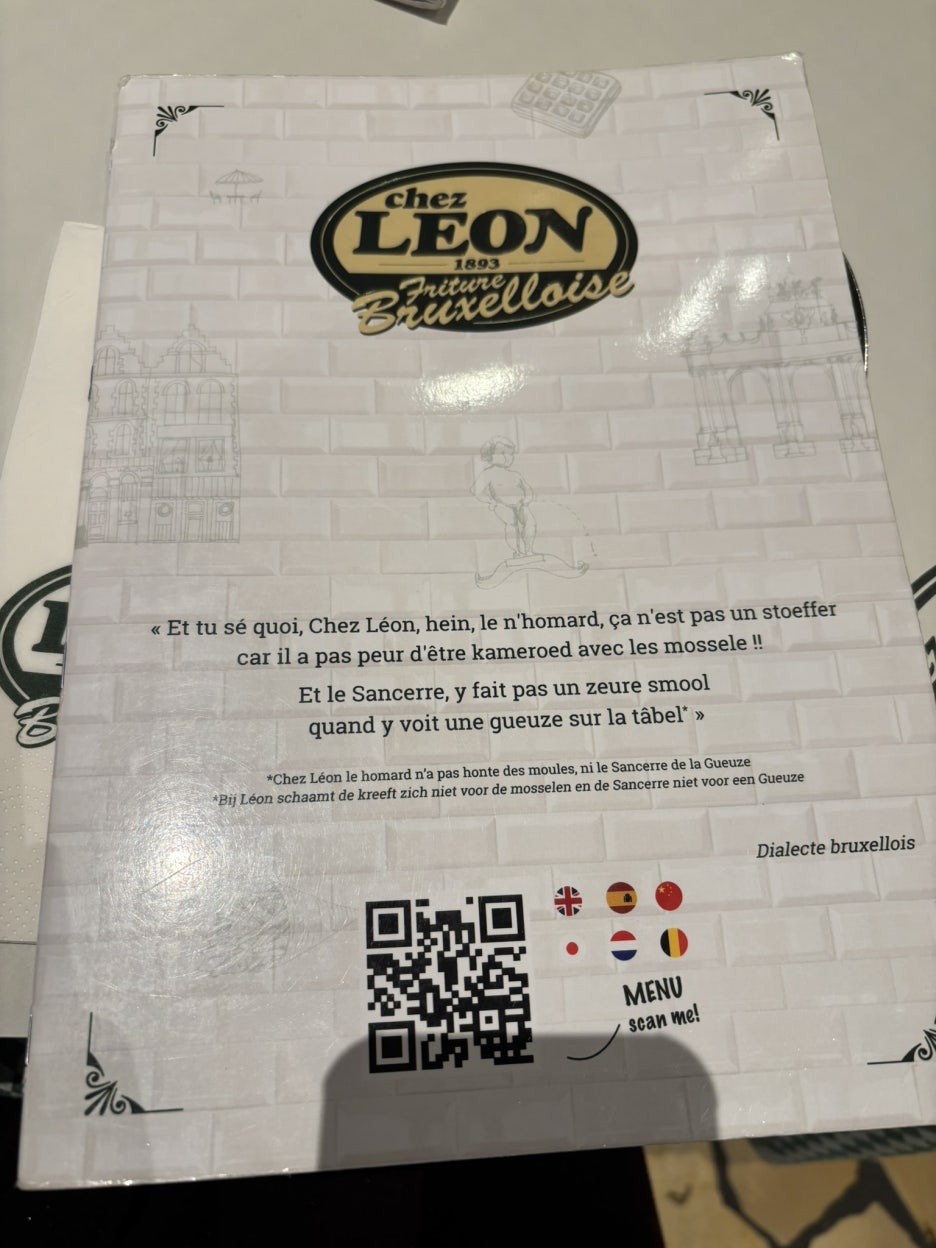 chez
LEON
1893
Friture
Bruxelloise
« Et tu sé quoi, Chez Léon, hein, le n'homard, ça n'est pas un stoeffer
car il a pas peur d'être kameroed avec les mossele !!
Et le Sancerre, y fait pas un zeure smool
quand y voit une gueuze sur la tâbel* »
*Chez Léon le homard n'a pas honte des moules, ni le Sancerre de la Gueuze
*Bij Léon schaamt de kreeft zich niet voor de mosselen en de Sancerre niet voor een Gueuze
Dialecte bruxellois
MENU
scan me!